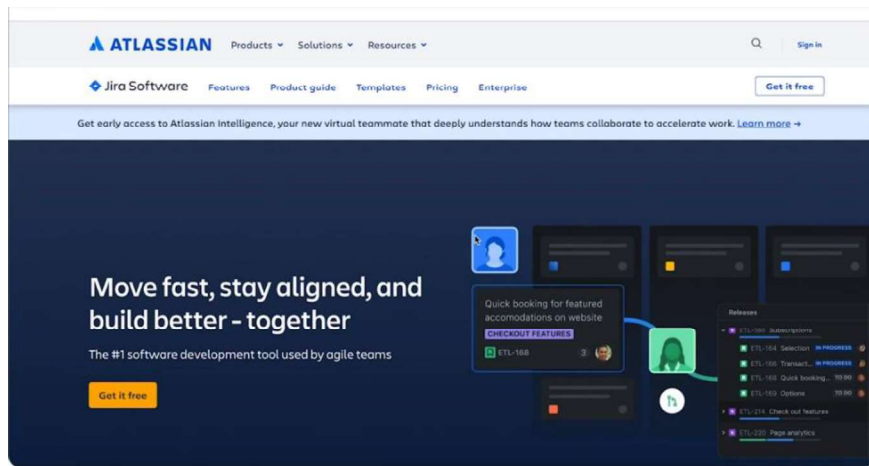 ATLASSIAN Products Solutions Resources Sign in
Jira Software Features Product guide Templates Pricing Enterprise Get it free
Get early access to Atlassian Intelligence, your new virtual teammate that deeply understands how teams collaborate to accelerate work. Learn more →
Move fast, stay aligned, and
build better - together
The #1 software development tool used by agile teams
Get it free
Quick booking for featured
accomodations on website
CHECKOUT FEATURES
ETL-168 3
Releases
Subscriptions
ETL-164 Selection IN PROGRESS
ETL-166 Transact... IN PROGRESS
ETL-168 Quick booking... TO DO
ETL-169 Options TO DO
ETL-214 Check out features
ETL-220 Page analytics